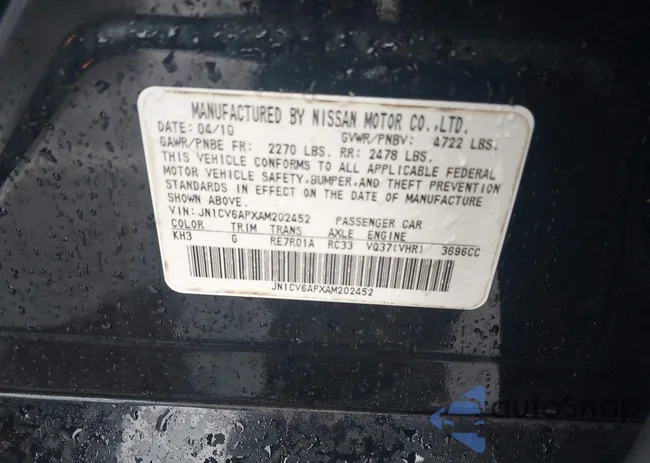 MANUFACTURED BY NISSAN MOTOR CO.,LTD.
DATE: 04/10 GVWR/PNBV: 4722 LBS.
GAWR/PNBE FR: 2270 LBS. RR: 2478 LBS.
THIS VEHICLE CONFORMS TO ALL APPLICABLE FEDERAL
MOTOR VEHICLE SAFETY,BUMPER,AND THEFT PREVENTION
STANDARDS IN EFFECT ON THE DATE OF MANUFACTURE
SHOWN ABOVE.
VIN: JN1CV6APXAM202452 PASSENGER CAR
COLOR TRIM TRANS AXLE ENGINE
KH3 G RE7R01A RC33 VQ37(VHR) 3696CC
JN1CV6APXAM202452
autoSnap